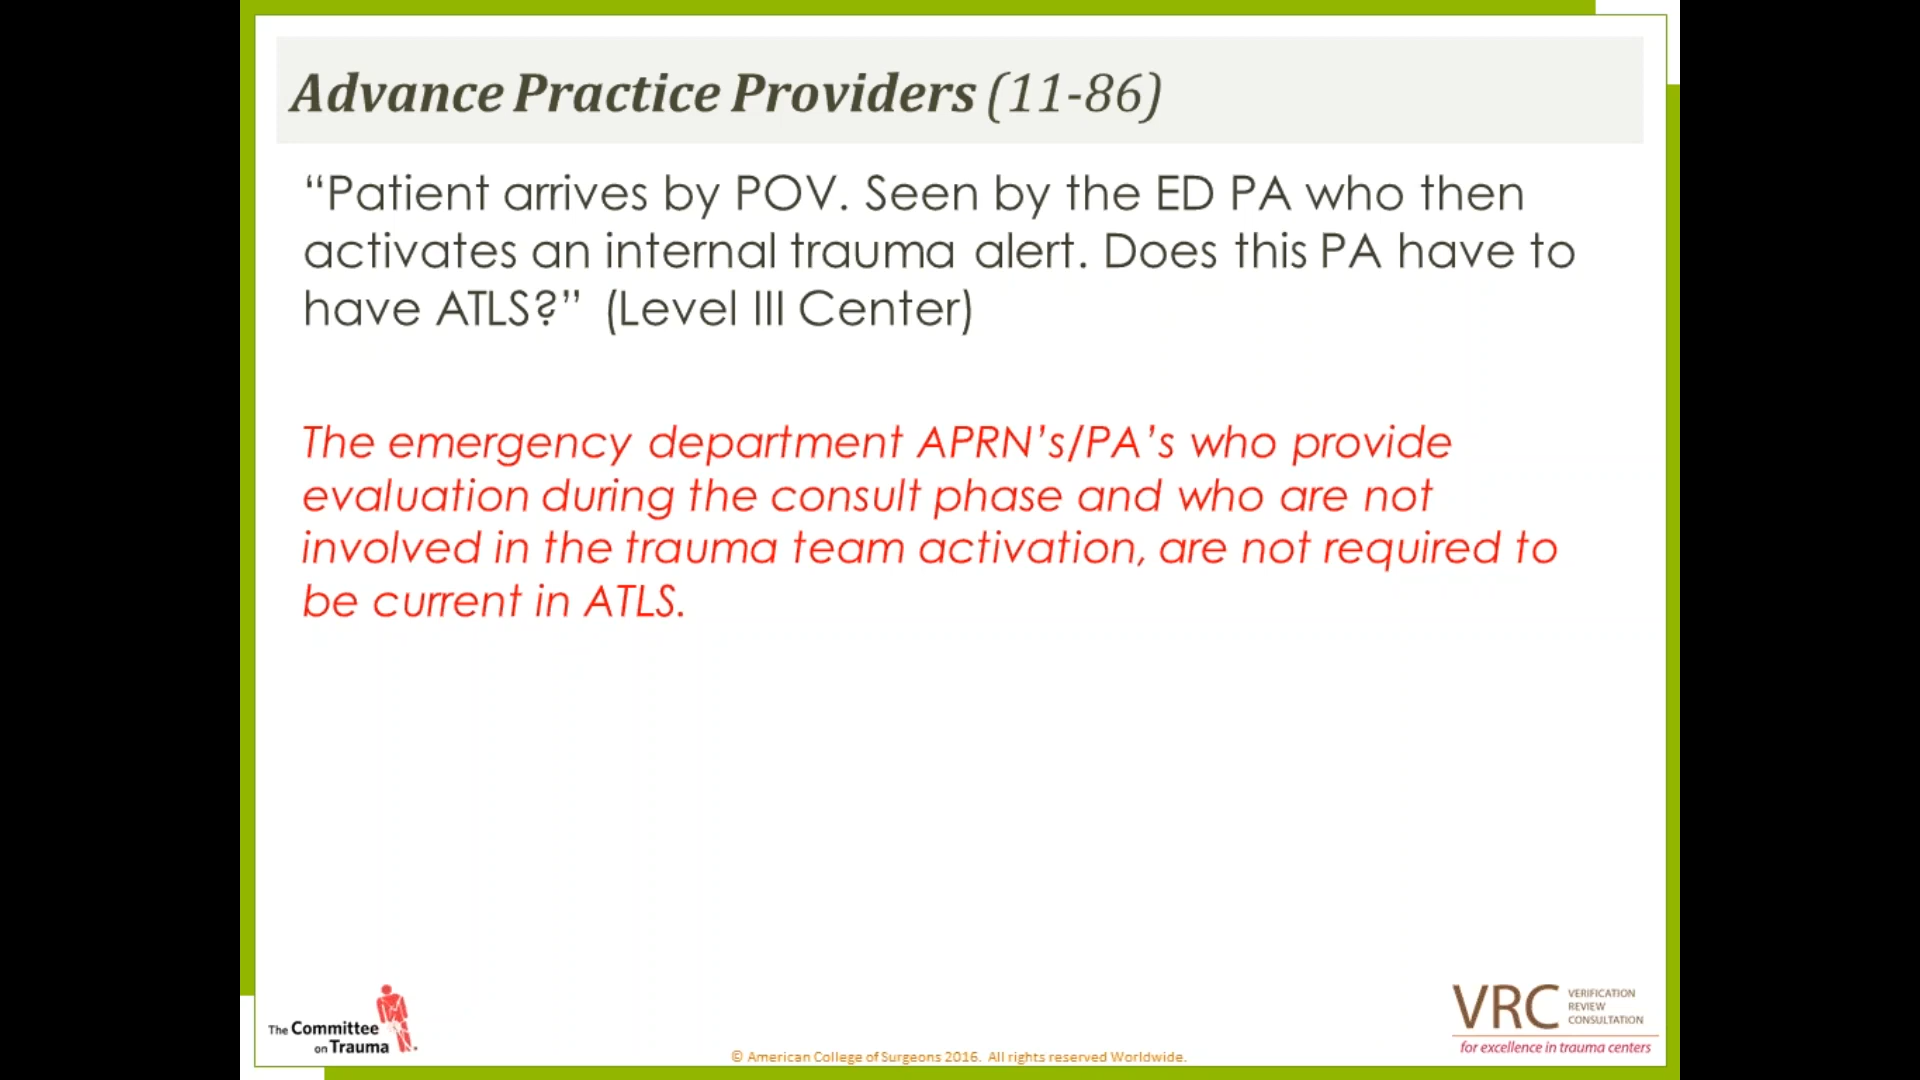 Advance Practice Providers (11-86)
“Patient arrives by POV. Seen by the ED PA who then
activates an internal trauma alert. Does this PA have to
have ATLS?” (Level III Center)
The emergency department APRN’s/PA’s who provide
evaluation during the consult phase and who are not
involved in the trauma team activation, are not required to
be current in ATLS.
The Committee
on Trauma
© American College of Surgeons 2016. All rights reserved Worldwide.
VRC
VERIFICATION
REVIEW
CONSULTATION
for excellence in trauma centers